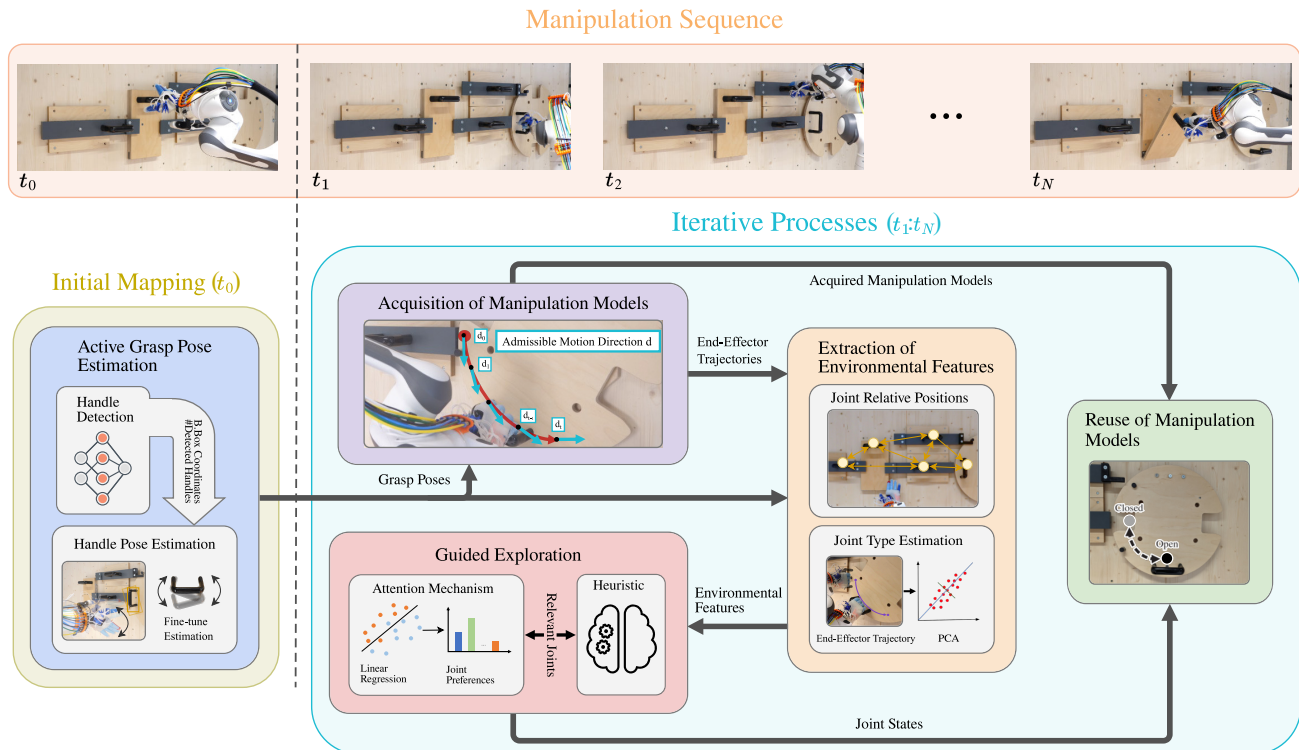 Manipulation Sequence
t0
t1
t2
...
tN
Iterative Processes (t1:tN)
Initial Mapping (t0)
Active Grasp Pose
Estimation
Handle
Detection
B.Box Coordinates
#Detected Handles
Handle Pose Estimation
Fine-tune
Estimation
Acquisition of Manipulation Models
Admissible Motion Direction d
d0
d1
dt
Grasp Poses
End-Effector
Trajectories
Acquired Manipulation Models
Extraction of
Environmental Features
Joint Relative Positions
Joint Type Estimation
End-Effector Trajectory
PCA
Environmental
Features
Guided Exploration
Attention Mechanism
Linear
Regression
Joint
Preferences
...
Relevant Joints
Heuristic
Joint States
Reuse of Manipulation
Models
Closed
Open